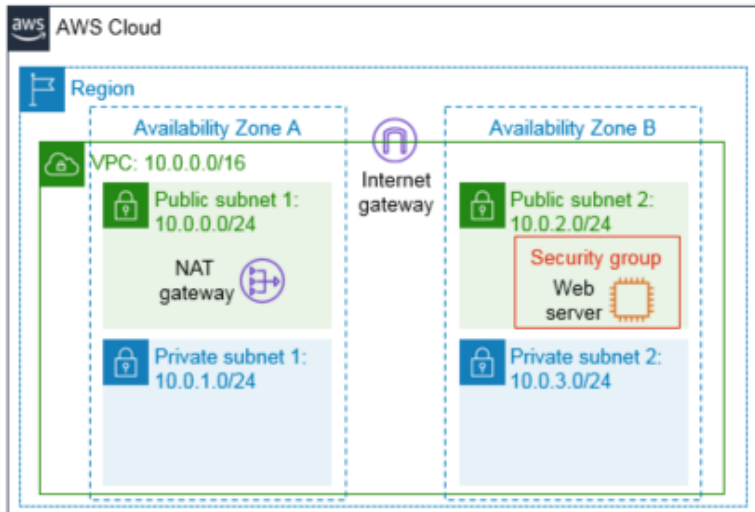 aws
AWS Cloud
Region
Availability Zone A
Availability Zone B
VPC: 10.0.0.0/16
Internet
gateway
Public subnet 1:
10.0.0.0/24
NAT
gateway
Public subnet 2:
10.0.2.0/24
Security group
Web
server
Private subnet 1:
10.0.1.0/24
Private subnet 2:
10.0.3.0/24